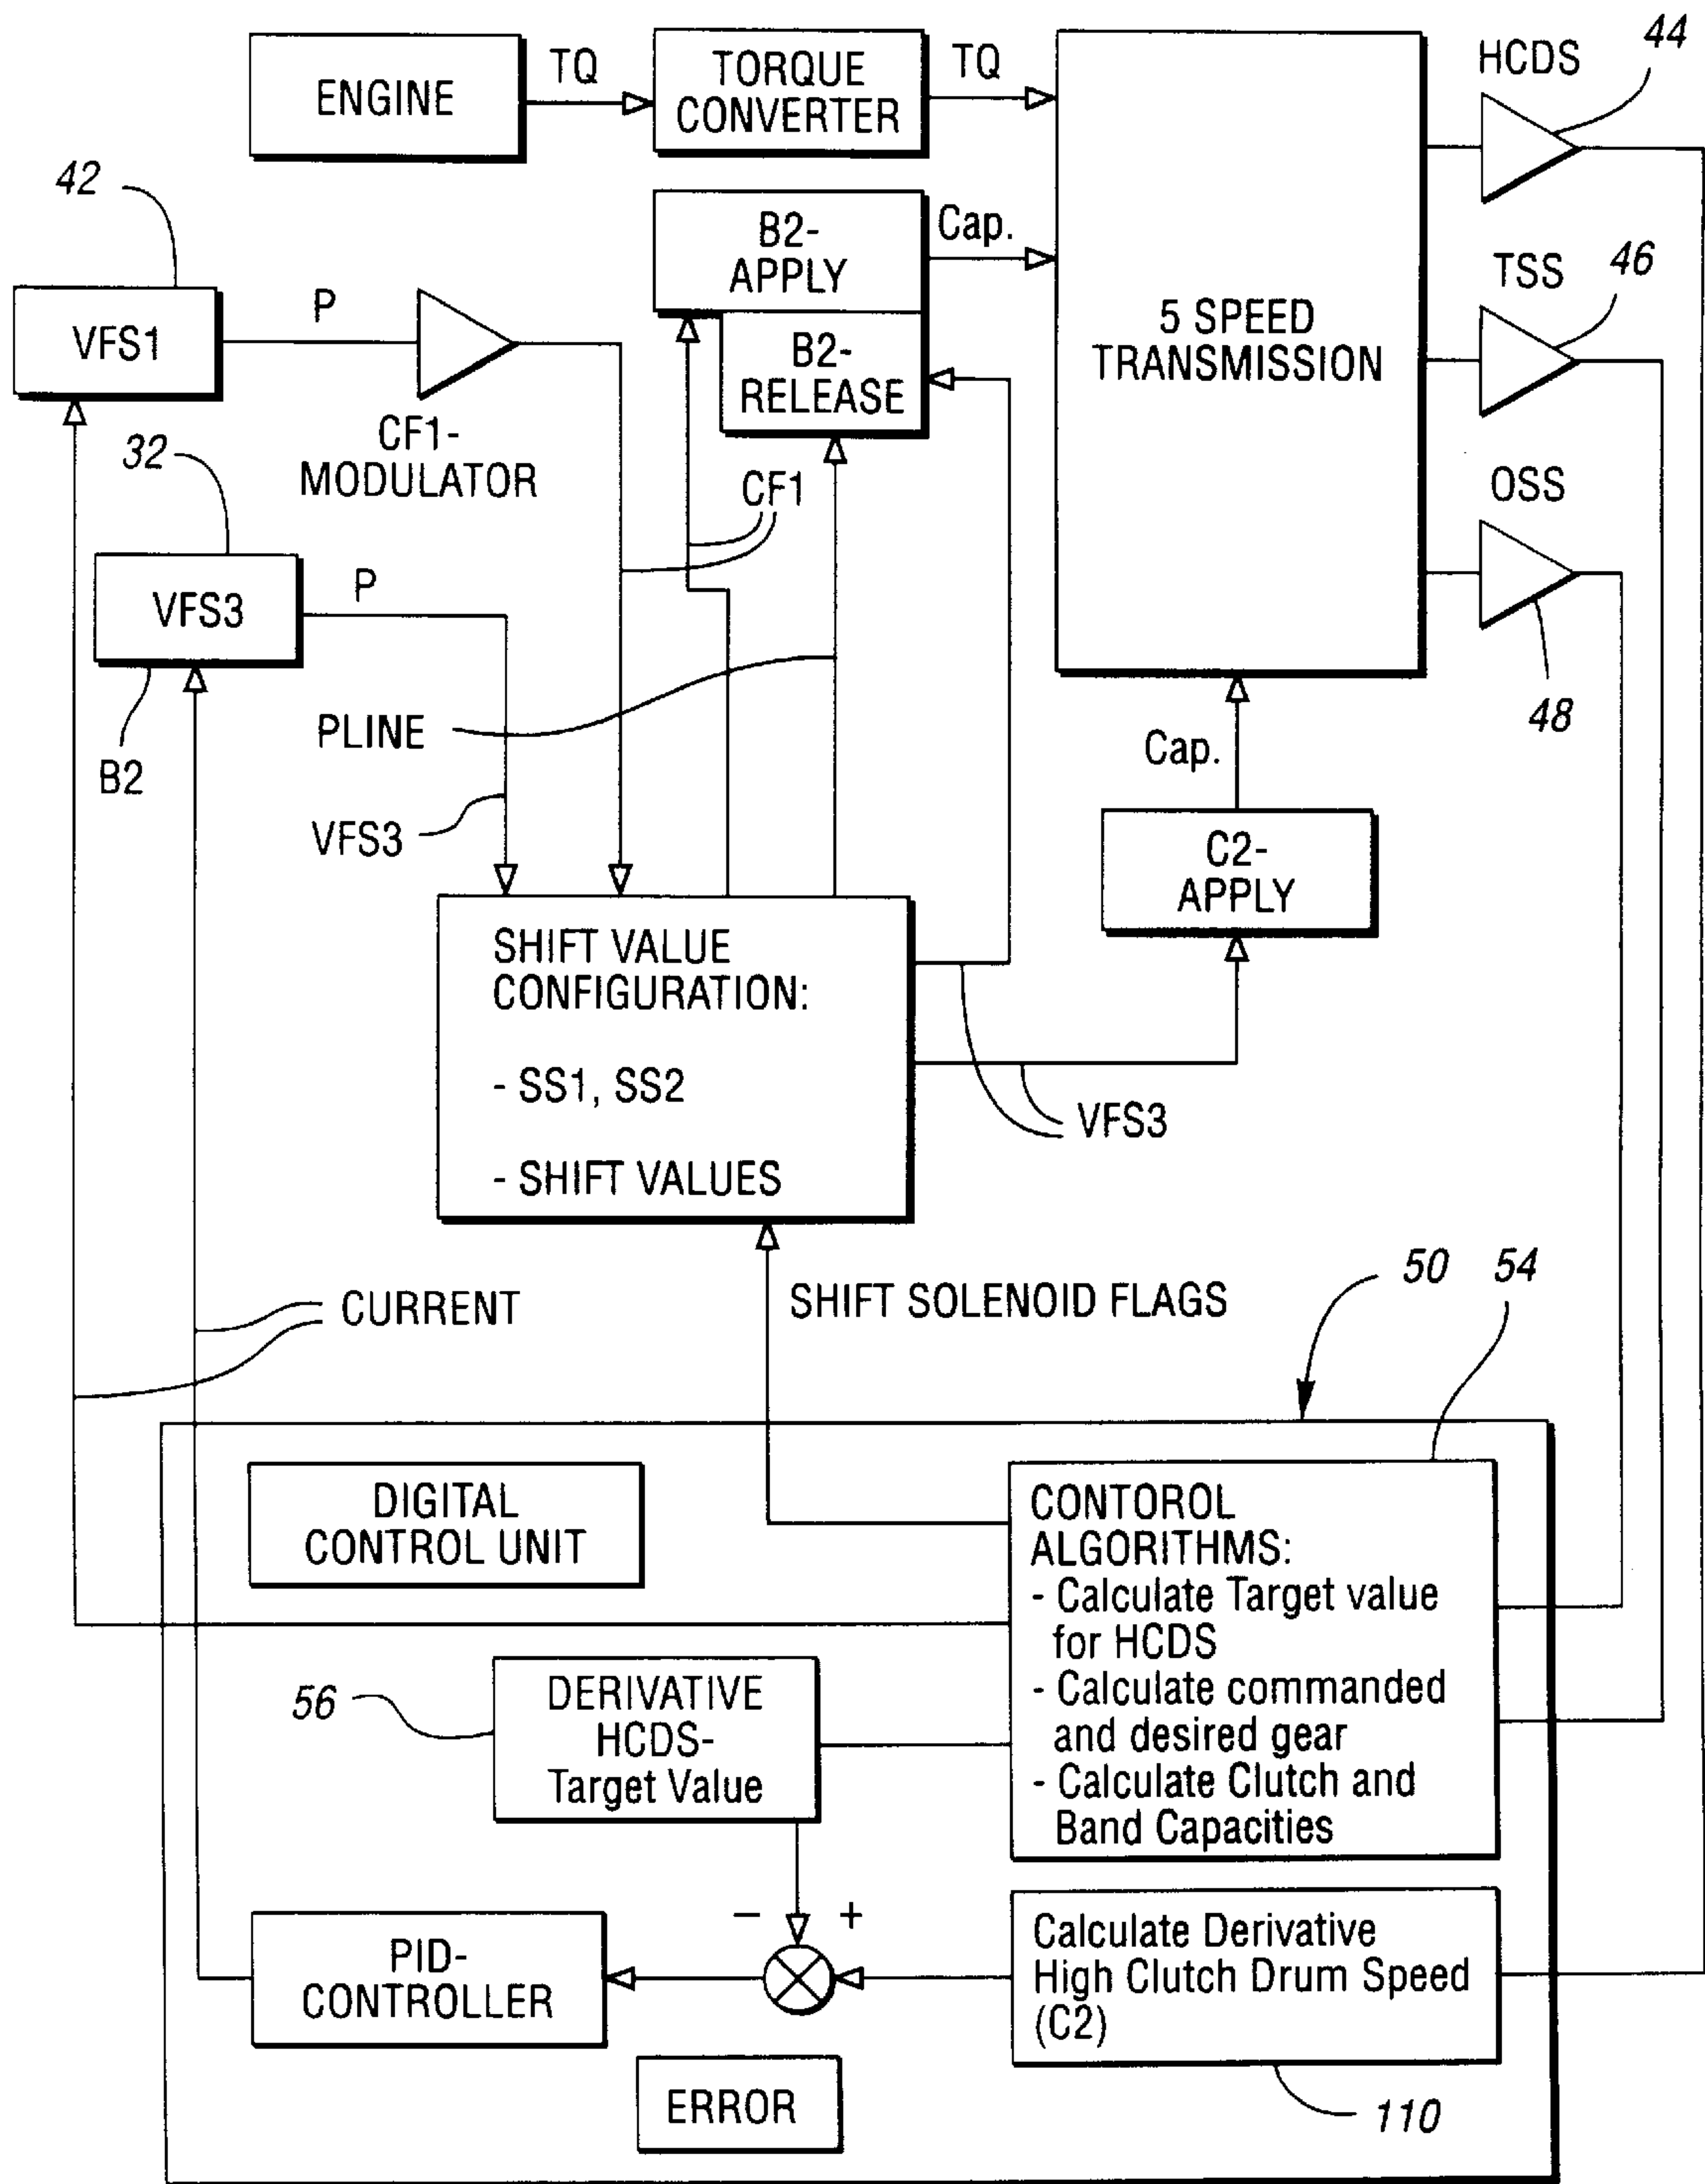 ENGINE
TQ
TORQUE
CONVERTER
TQ
HCDS
44
42
B2-
APPLY
Cap.
5 SPEED
TRANSMISSION
TSS
46
VFS1
P
CF1-
MODULATOR
B2-
RELEASE
32
CF1
OSS
48
VFS3
P
B2
PLINE
VFS3
Cap.
C2-
APPLY
SHIFT VALUE
CONFIGURATION:
- SS1, SS2
- SHIFT VALUES
VFS3
CURRENT
SHIFT SOLENOID FLAGS
50
54
DIGITAL
CONTROL UNIT
CONTOROL
ALGORITHMS:
- Calculate Target value
for HCDS
- Calculate commanded
and desired gear
- Calculate Clutch and
Band Capacities
56
DERIVATIVE
HCDS-
Target Value
− +
PID-
CONTROLLER
Calculate Derivative
High Clutch Drum Speed
(C2)
ERROR
110